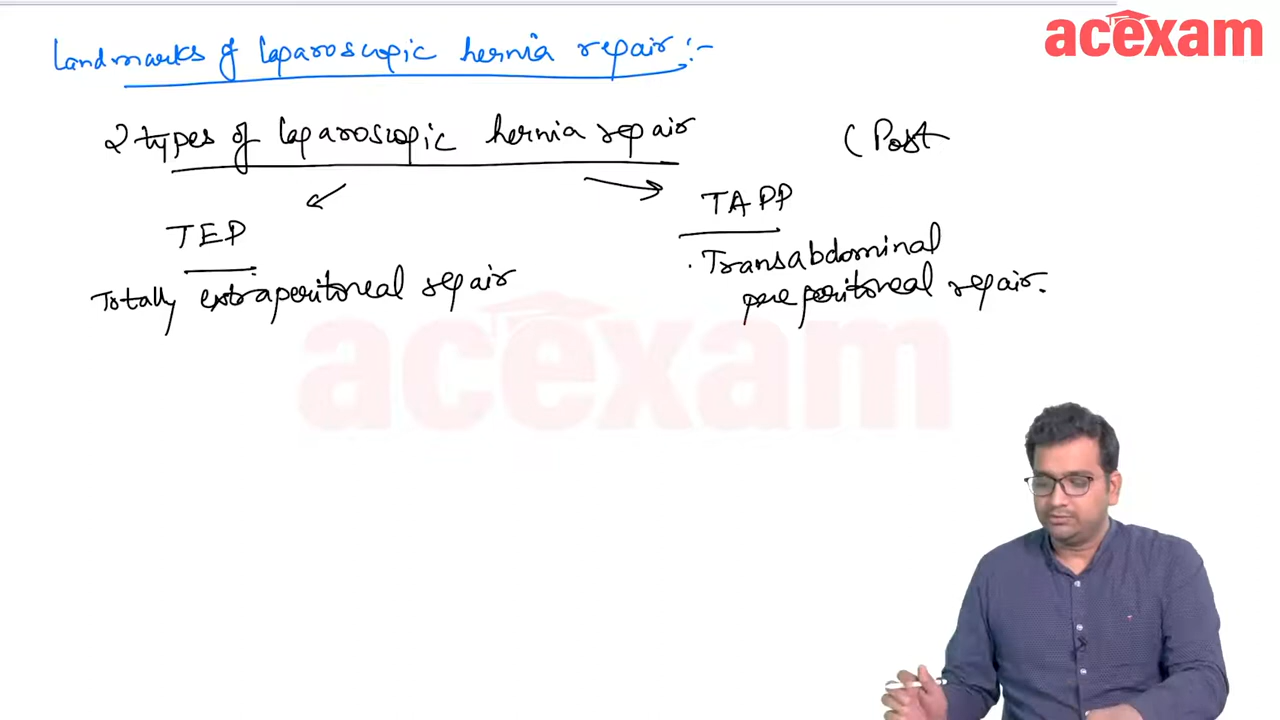 acexam
Landmarks of laparoscopic hernia repair :-
2 types of laparoscopic hernia repair
(Post
TEP
TAPP
Totally extraperitoneal repair
. Transabdominal
preperitoneal repair.
acexam